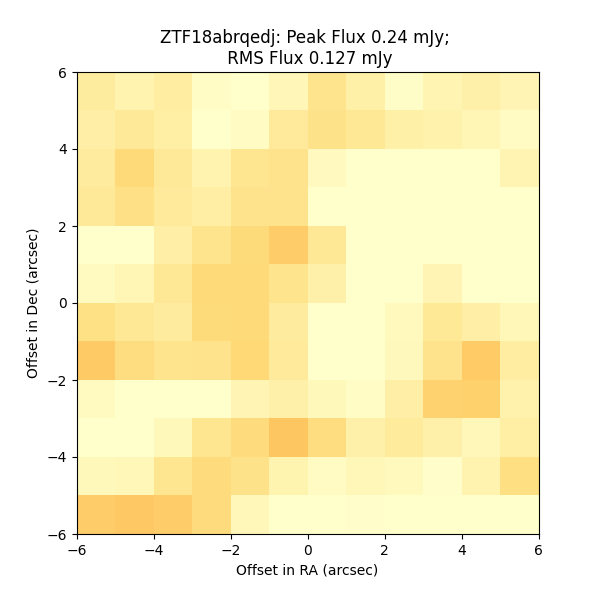 ZTF18abrqedj: Peak Flux 0.24 mJy;
RMS Flux 0.127 mJy
6
4
2
0
−2
−4
−6
Offset in Dec (arcsec)
−6 −4 −2 0 2 4 6
Offset in RA (arcsec)